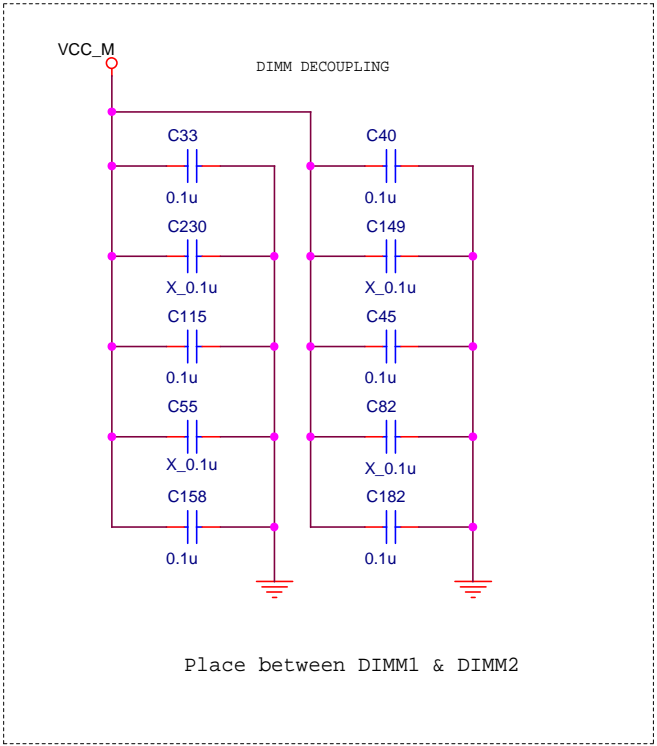 VCC_M
DIMM DECOUPLING
C33 C40
0.1u 0.1u
C230 C149
X_0.1u X_0.1u
C115 C45
0.1u 0.1u
C55 C82
X_0.1u X_0.1u
C158 C182
0.1u 0.1u
Place between DIMM1 & DIMM2